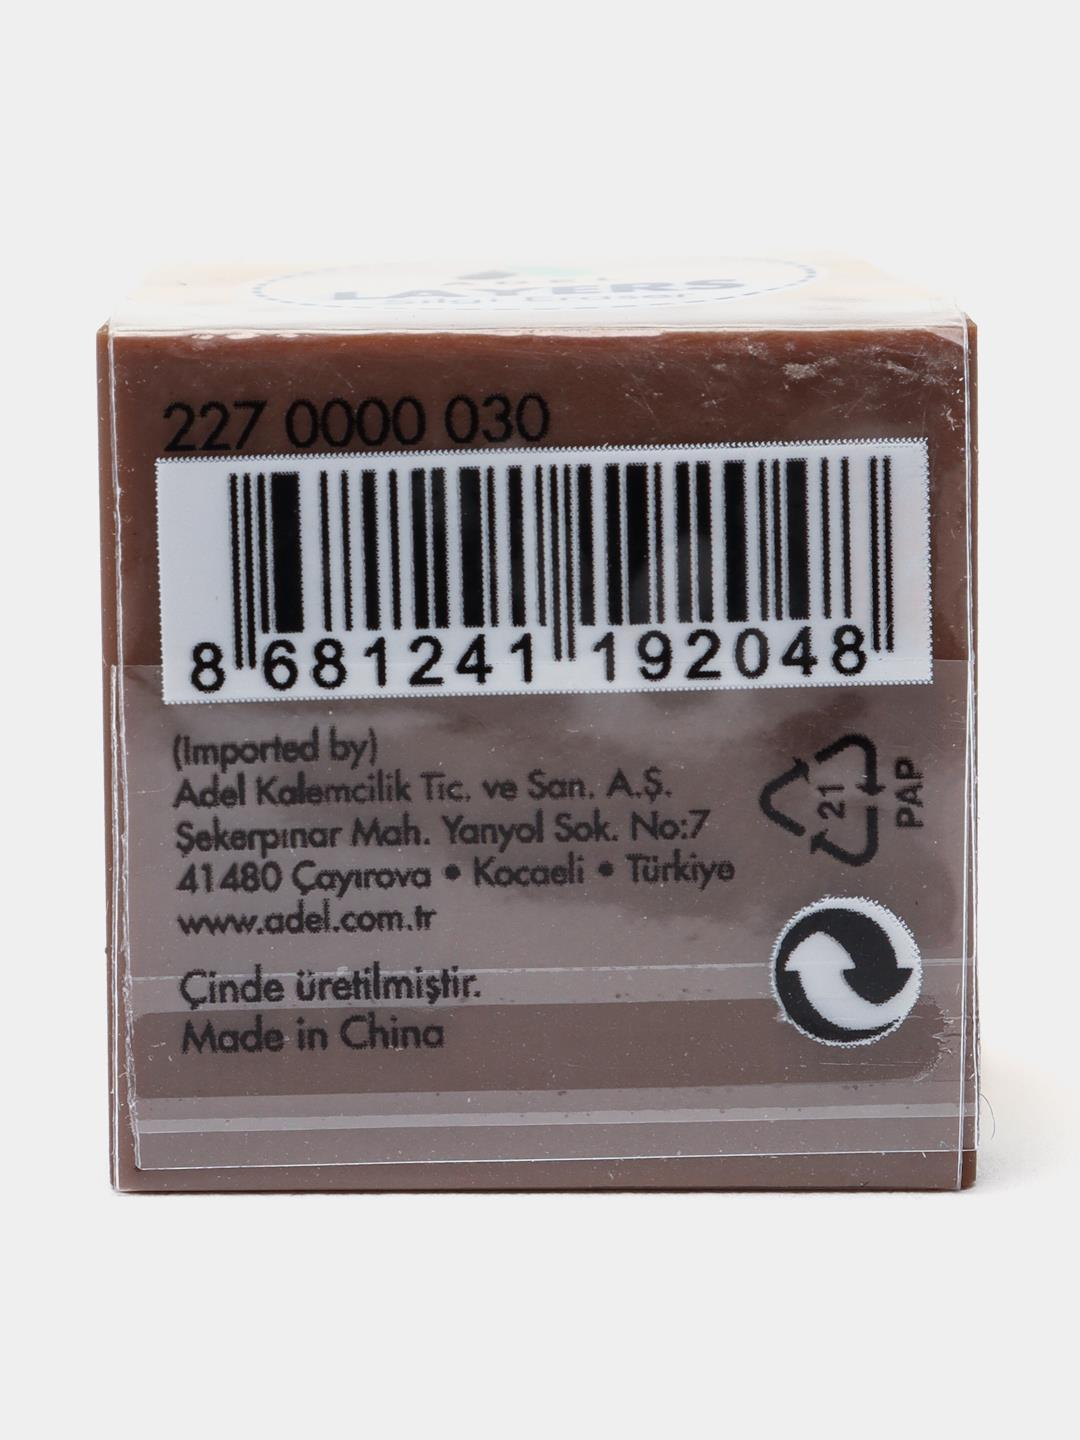 LAYERS
Eraser
227 0000 030
8 681241 192048
(Imported by)
Adel Kalemcilik Tic. ve San. A.Ş.
Şekerpınar Mah. Yanyol Sok. No:7
41480 Çayırova • Kocaeli • Türkiye
www.adel.com.tr
Çinde üretilmiştir.
Made in China
21
PAP